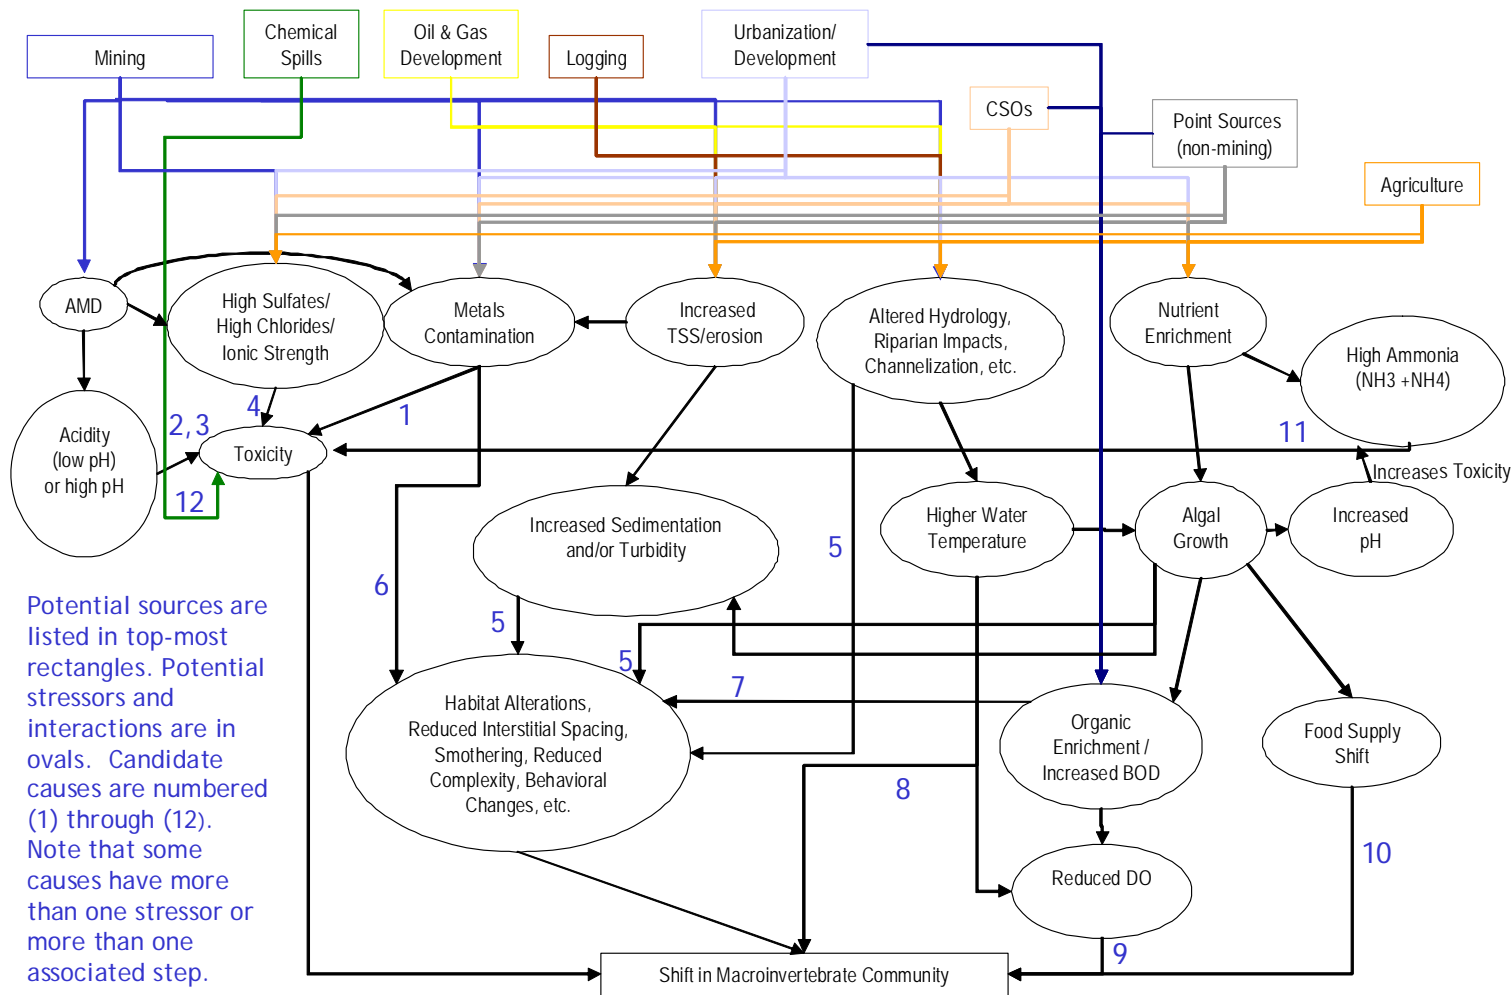 Mining
Chemical
Spills
Oil & Gas
Development
Logging
Urbanization/
Development
CSOs
Point Sources
(non-mining)
Agriculture
AMD
High Sulfates/
High Chlorides/
Ionic Strength
Metals
Contamination
Increased
TSS/erosion
Altered Hydrology,
Riparian Impacts,
Channelization, etc.
Nutrient
Enrichment
High Ammonia
(NH3 +NH4)
Acidity
(low pH)
or high pH
2, 3
4
1
Toxicity
12
11
Increases Toxicity
Increased Sedimentation
and/or Turbidity
Higher Water
Temperature
Algal
Growth
Increased
pH
6
5
5
5
7
8
Potential sources are
listed in top-most
rectangles. Potential
stressors and
interactions are in
ovals.  Candidate
causes are numbered
(1) through (12).
Note that some
causes have more
than one stressor or
more than one
associated step.
Habitat Alterations,
Reduced Interstitial Spacing,
Smothering, Reduced
Complexity, Behavioral
Changes, etc.
Organic
Enrichment /
Increased BOD
Food Supply
Shift
Reduced DO
10
9
Shift in Macroinvertebrate Community